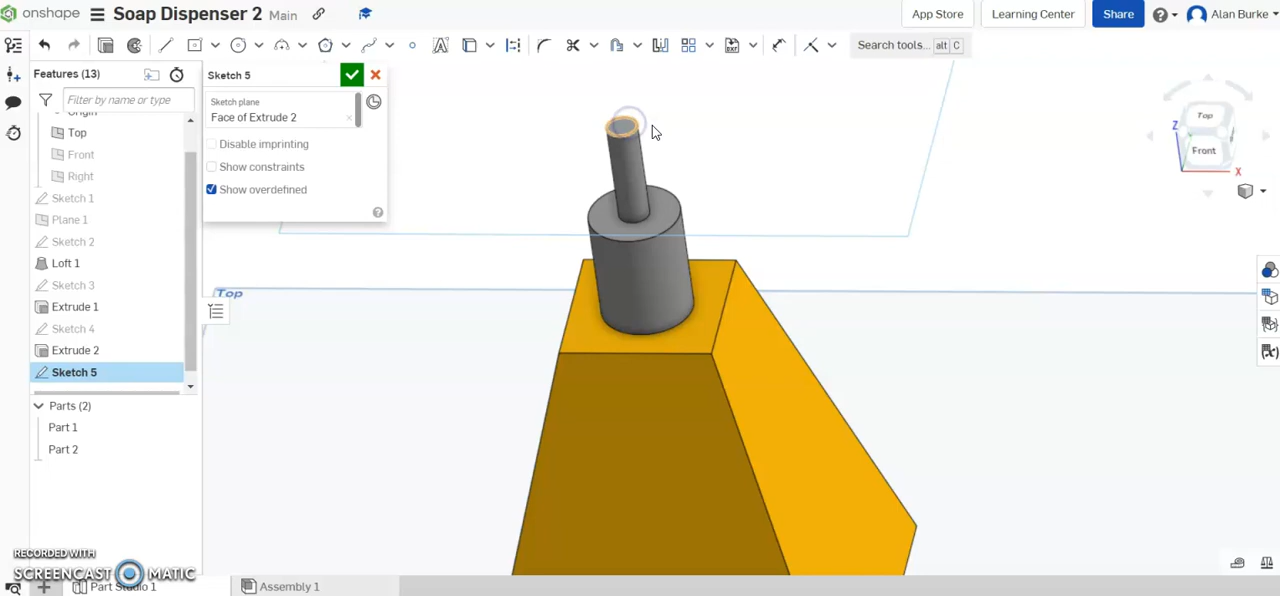 onshape Soap Dispenser 2 Main App Store Learning Center Share Alan Burke
Search tools... alt C
Features (13)
Filter by name or type
Origin
Top
Front
Right
Sketch 1
Plane 1
Sketch 2
Loft 1
Sketch 3
Extrude 1
Sketch 4
Extrude 2
Sketch 5
Parts (2)
Part 1
Part 2
Sketch 5
Sketch plane
Face of Extrude 2
Disable imprinting
Show constraints
Show overdefined
Top
Top
Front
Z
X
RECORDED WITH
SCREENCAST MATIC
Part Studio 1
Assembly 1